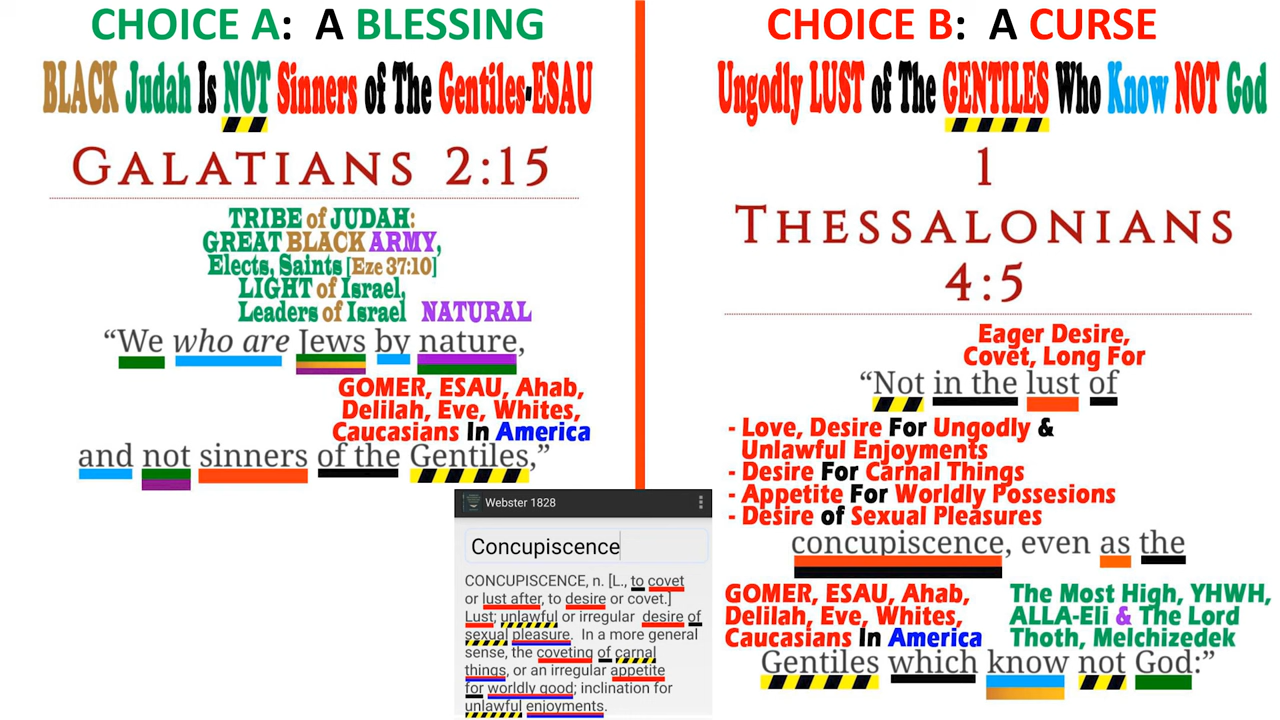 CHOICE A: A BLESSING
BLACK Judah Is NOT Sinners of The Gentiles-ESAU
GALATIANS 2:15
TRIBE of JUDAH:
GREAT BLACK ARMY,
Elects, Saints [Eze 37:10]
LIGHT of Israel,
Leaders of Israel NATURAL
“We who are Jews by nature,
GOMER, ESAU, Ahab,
Delilah, Eve, Whites,
Caucasians In America
and not sinners of the Gentiles,”
Webster 1828
Concupiscence
CONCUPISCENCE, n. [L., to covet
or lust after, to desire or covet.]
Lust; unlawful or irregular desire of
sexual pleasure. In a more general
sense, the coveting of carnal
things, or an irregular appetite
for worldly good; inclination for
unlawful enjoyments.
CHOICE B: A CURSE
Ungodly LUST of The GENTILES Who Know NOT God
1
THESSALONIANS
4:5
Eager Desire,
Covet, Long For
“Not in the lust of
- Love, Desire For Ungodly &
Unlawful Enjoyments
- Desire For Carnal Things
- Appetite For Worldly Possesions
- Desire of Sexual Pleasures
concupiscence, even as the
GOMER, ESAU, Ahab,
Delilah, Eve, Whites,
Caucasians In America
The Most High, YHWH,
ALLA-Eli & The Lord
Thoth, Melchizedek
Gentiles which know not God:”